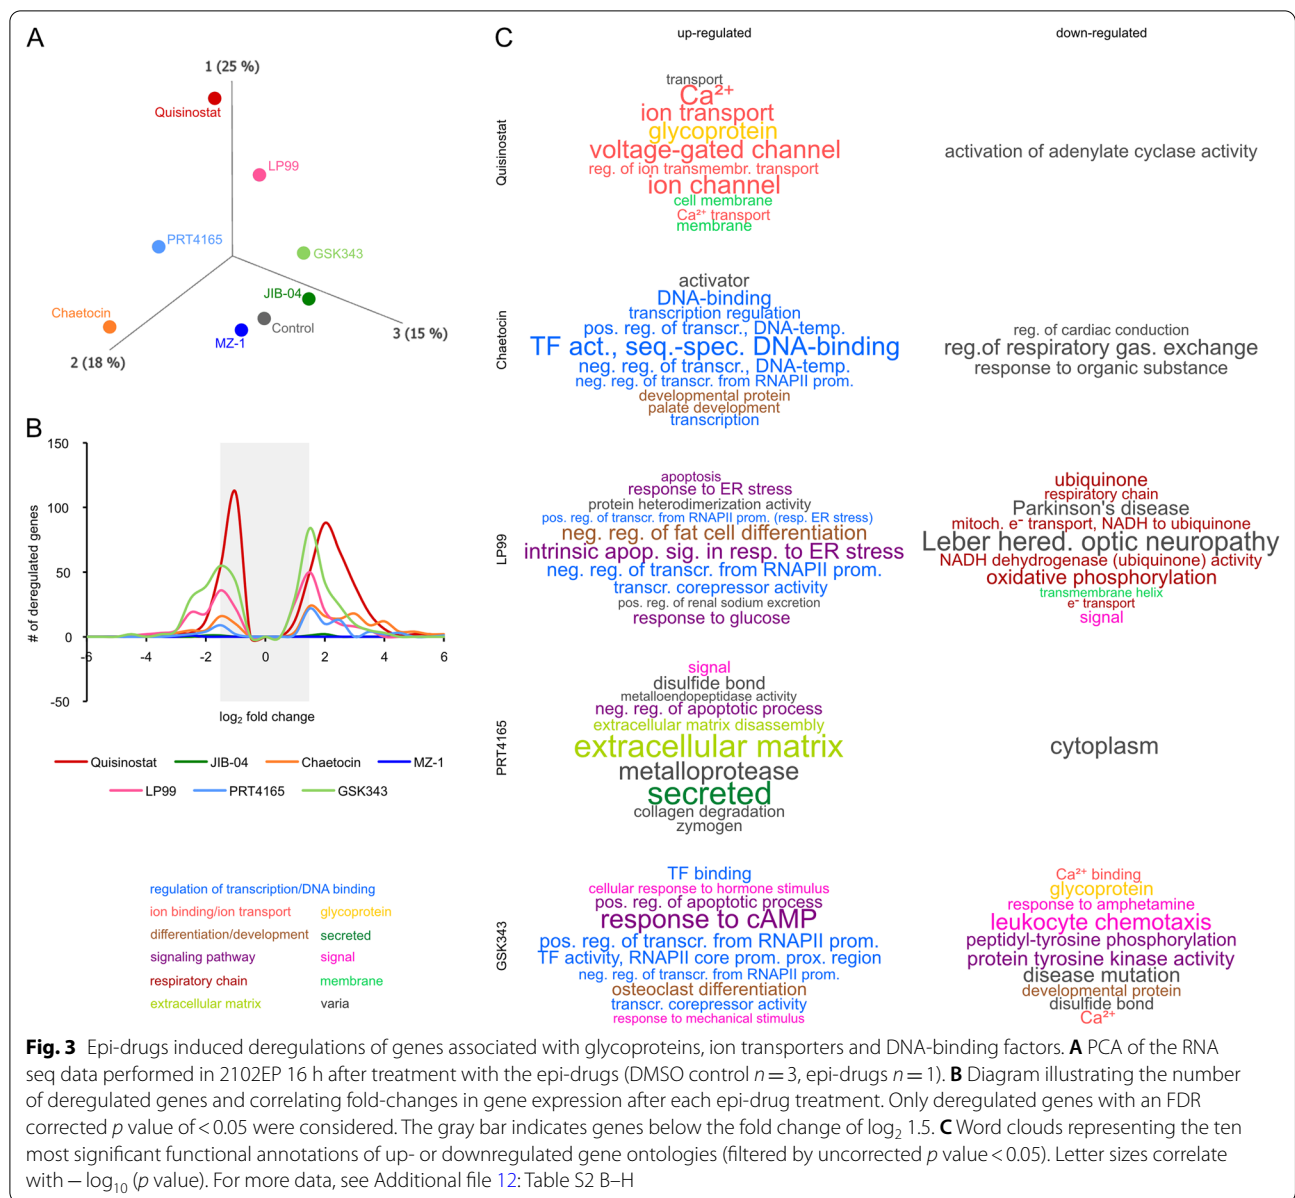 A
1 (25 %)
Quisinostat
LP99
PRT4165
GSK343
JIB-04
Chaetocin
Control
MZ-1
3 (15 %)
2 (18 %)
B
150
100
50
0
-50
-6
-4
-2
0
2
4
6
# of deregulated genes
log₂ fold change
Quisinostat
JIB-04
Chaetocin
MZ-1
LP99
PRT4165
GSK343
regulation of transcription/DNA binding
ion binding/ion transport
glycoprotein
differentiation/development
secreted
signaling pathway
signal
respiratory chain
membrane
extracellular matrix
varia
C
up-regulated
down-regulated
Quisinostat
transport
Ca²⁺
ion transport
glycoprotein
voltage-gated channel
reg. of ion transmembr. transport
ion channel
cell membrane
Ca²⁺ transport
membrane
activation of adenylate cyclase activity
Chaetocin
activator
DNA-binding
transcription regulation
pos. reg. of transcr., DNA-temp.
TF act., seq.-spec. DNA-binding
neg. reg. of transcr., DNA-temp.
neg. reg. of transcr. from RNAPII prom.
developmental protein
palate development
transcription
reg. of cardiac conduction
reg.of respiratory gas. exchange
response to organic substance
LP99
apoptosis
response to ER stress
protein heterodimerization activity
pos. reg. of transcr. from RNAPII prom. (resp. ER stress)
neg. reg. of fat cell differentiation
intrinsic apop. sig. in resp. to ER stress
neg. reg. of transcr. from RNAPII prom.
transcr. corepressor activity
pos. reg. of renal sodium excretion
response to glucose
ubiquinone
respiratory chain
Parkinson's disease
mitoch. e⁻ transport, NADH to ubiquinone
Leber hered. optic neuropathy
NADH dehydrogenase (ubiquinone) activity
oxidative phosphorylation
transmembrane helix
e⁻ transport
signal
PRT4165
signal
disulfide bond
metalloendopeptidase activity
neg. reg. of apoptotic process
extracellular matrix disassembly
extracellular matrix
metalloprotease
secreted
collagen degradation
zymogen
cytoplasm
GSK343
TF binding
cellular response to hormone stimulus
pos. reg. of apoptotic process
response to cAMP
pos. reg. of transcr. from RNAPII prom.
TF activity, RNAPII core prom. prox. region
neg. reg. of transcr. from RNAPII prom.
osteoclast differentiation
transcr. corepressor activity
response to mechanical stimulus
Ca²⁺ binding
glycoprotein
response to amphetamine
leukocyte chemotaxis
peptidyl-tyrosine phosphorylation
protein tyrosine kinase activity
disease mutation
developmental protein
disulfide bond
Ca²⁺
Fig. 3 Epi-drugs induced deregulations of genes associated with glycoproteins, ion transporters and DNA-binding factors. A PCA of the RNA
seq data performed in 2102EP 16 h after treatment with the epi-drugs (DMSO control n = 3, epi-drugs n = 1). B Diagram illustrating the number
of deregulated genes and correlating fold-changes in gene expression after each epi-drug treatment. Only deregulated genes with an FDR
corrected p value of < 0.05 were considered. The gray bar indicates genes below the fold change of log₂ 1.5. C Word clouds representing the ten
most significant functional annotations of up- or downregulated gene ontologies (filtered by uncorrected p value < 0.05). Letter sizes correlate
with − log₁₀ (p value). For more data, see Additional file 12: Table S2 B–H